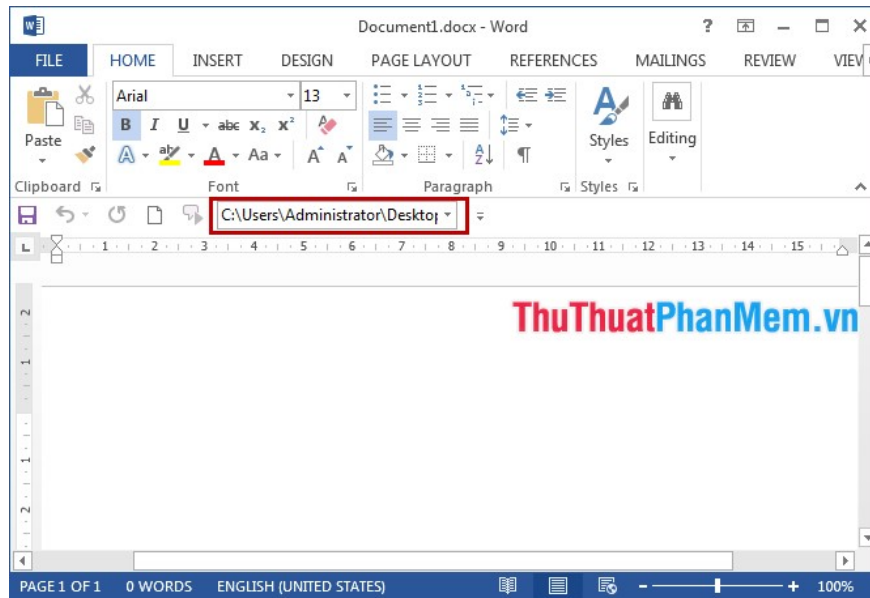 Document1.docx - Word
FILE HOME INSERT DESIGN PAGE LAYOUT REFERENCES MAILINGS REVIEW VIEW
Arial 13
Paste
B I U abc X₂ X² Styles Editing
A aby A Aa A A
Clipboard Font Paragraph Styles
C:\Users\Administrator\Desktop
L 1 2 3 4 5 6 7 8 9 10 11 12 13 14 15
ThuThuatPhanMem.vn
2
1
1
2
PAGE 1 OF 1 0 WORDS ENGLISH (UNITED STATES) 100%